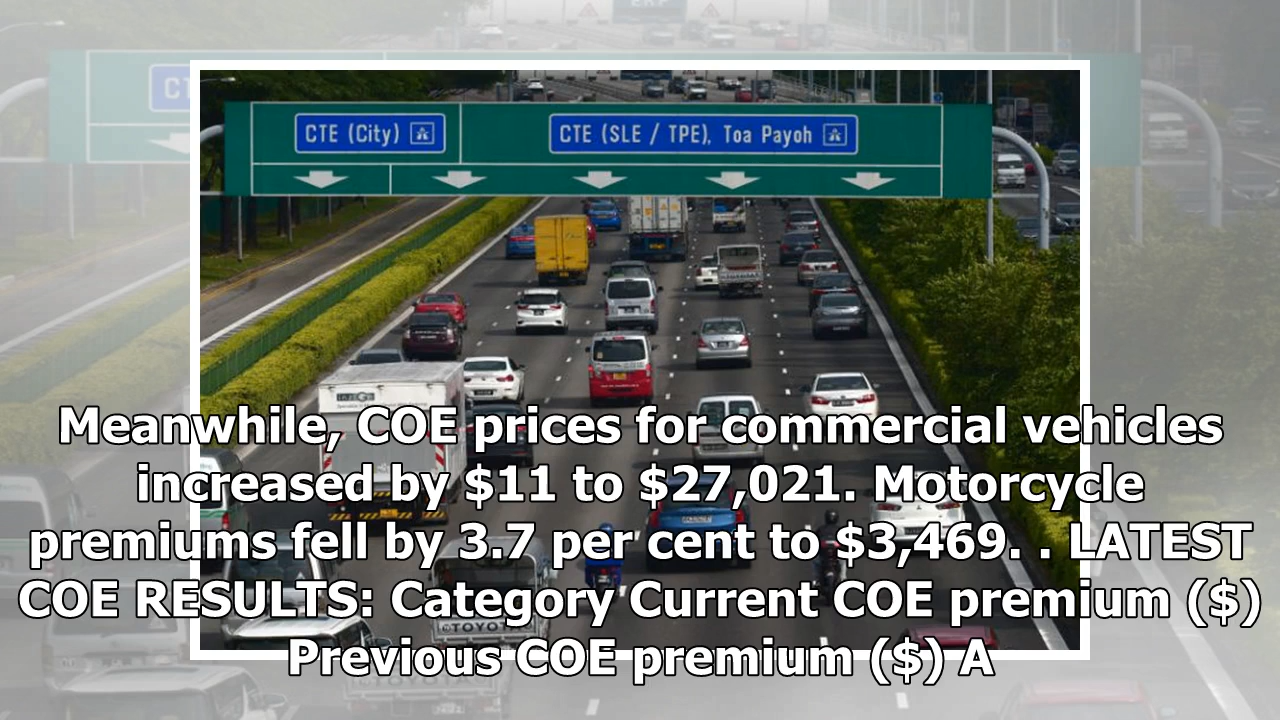 CTE (City)
CTE (SLE / TPE), Toa Payoh
Meanwhile, COE prices for commercial vehicles
increased by $11 to $27,021. Motorcycle
premiums fell by 3.7 per cent to $3,469. . LATEST
COE RESULTS: Category Current COE premium ($)
Previous COE premium ($) A
TOYOTA